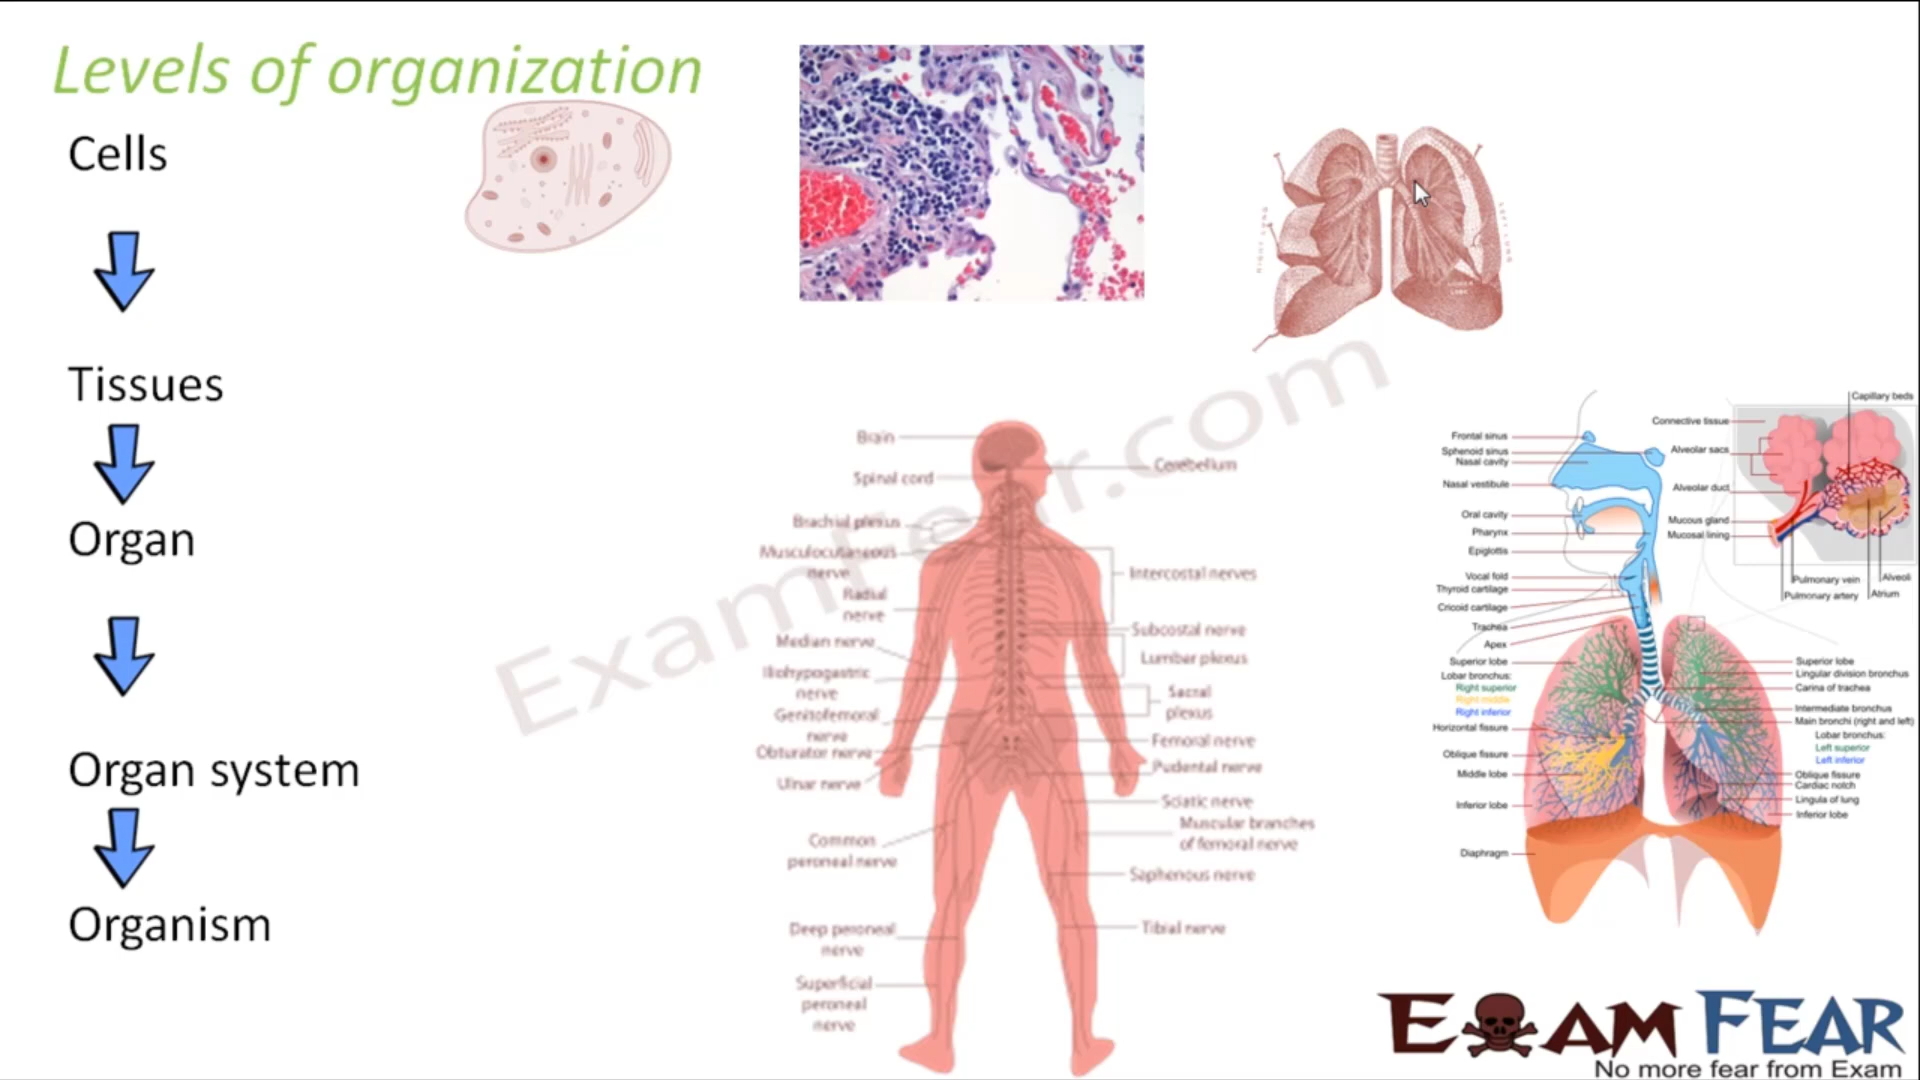 Levels of organization
Cells
Tissues
Organ
Organ system
Organism
RIGHT LUNG
LEFT LUNG
LOWER
LOBE
Brain
Spinal cord
Brachial plexus
Musculocutaneous
nerve
Radial
nerve
Median nerve
Iliohypogastric
nerve
Genitofemoral
nerve
Obturator nerve
Ulnar nerve
Common
peroneal nerve
Deep peroneal
nerve
Superficial
peroneal
nerve
Cerebellum
Intercostal nerves
Subcostal nerve
Lumbar plexus
Sacral
plexus
Femoral nerve
Pudental nerve
Sciatic nerve
Muscular branches
of femoral nerve
Saphenous nerve
Tibial nerve
Frontal sinus
Sphenoid sinus
Nasal cavity
Nasal vestibule
Oral cavity
Pharynx
Epiglottis
Vocal fold
Thyroid cartilage
Cricoid cartilage
Trachea
Apex
Superior lobe
Lobar bronchus:
Right superior
Right middle
Right inferior
Horizontal fissure
Oblique fissure
Middle lobe
Inferior lobe
Diaphragm
Capillary beds
Connective tissue
Alveolar sacs
Alveolar duct
Mucous gland
Mucosal lining
Pulmonary vein
Pulmonary artery
Alveoli
Atrium
Superior lobe
Lingular division bronchus
Carina of trachea
Intermediate bronchus
Main bronchi (right and left)
Lobar bronchus:
Left superior
Left inferior
Oblique fissure
Cardiac notch
Lingula of lung
Inferior lobe
ExamFear.com
EXAM FEAR
No more fear from Exam